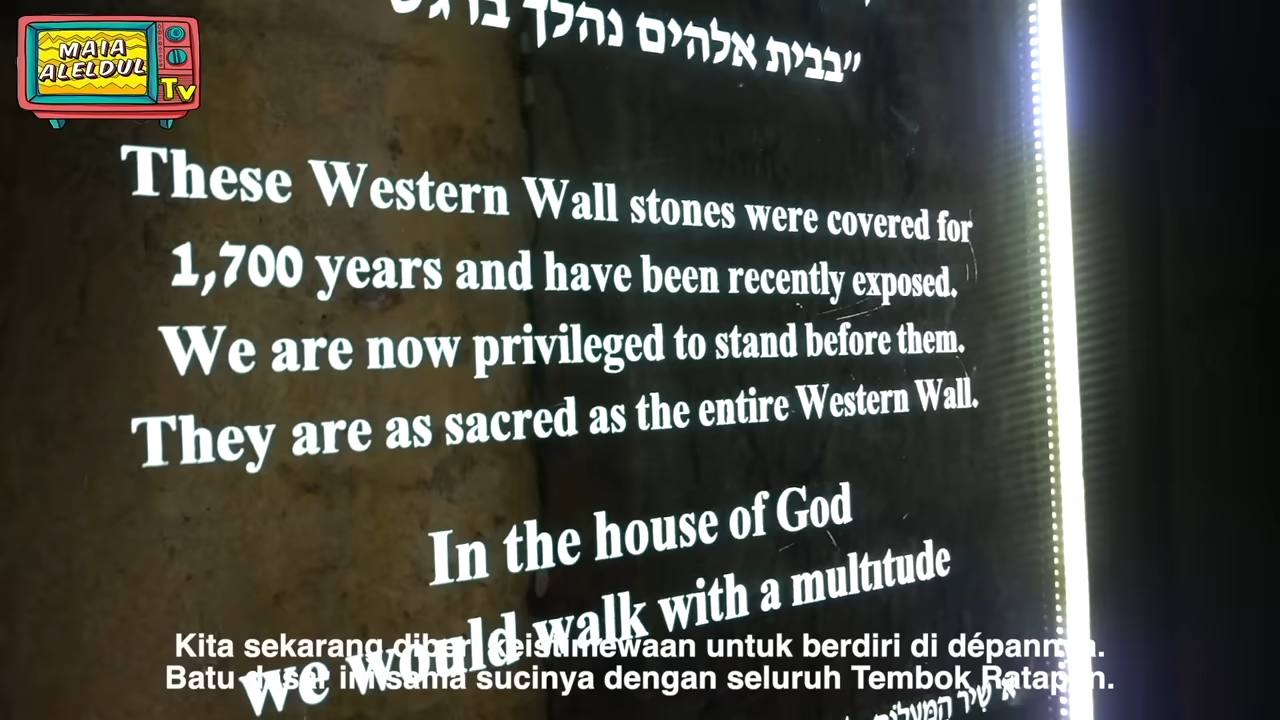 MAIA
ALELDUL
TV
"בבית אלהים נהלך ברגש
These Western Wall stones were covered for
1,700 years and have been recently exposed.
We are now privileged to stand before them.
They are as sacred as the entire Western Wall.
In the house of God
we would walk with a multitude
Kita sekarang diberi keistimewaan untuk berdiri di dépannya.
Batu dasar ini sama sucinya dengan seluruh Tembok Ratapan.
שיר המעלות